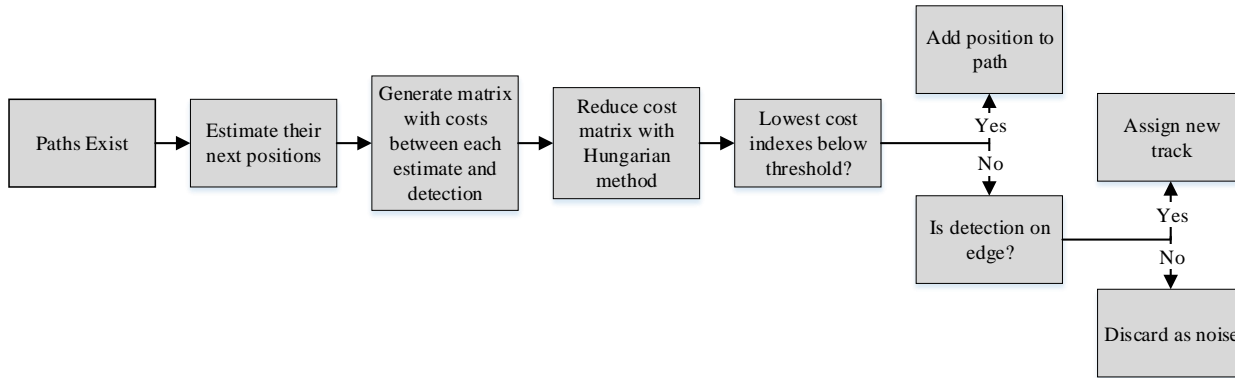 Paths Exist
Estimate their
next positions
Generate matrix
with costs
between each
estimate and
detection
Reduce cost
matrix with
Hungarian
method
Lowest cost
indexes below
threshold?
Yes
No
Add position to
path
Is detection on
edge?
Yes
No
Assign new
track
Discard as noise